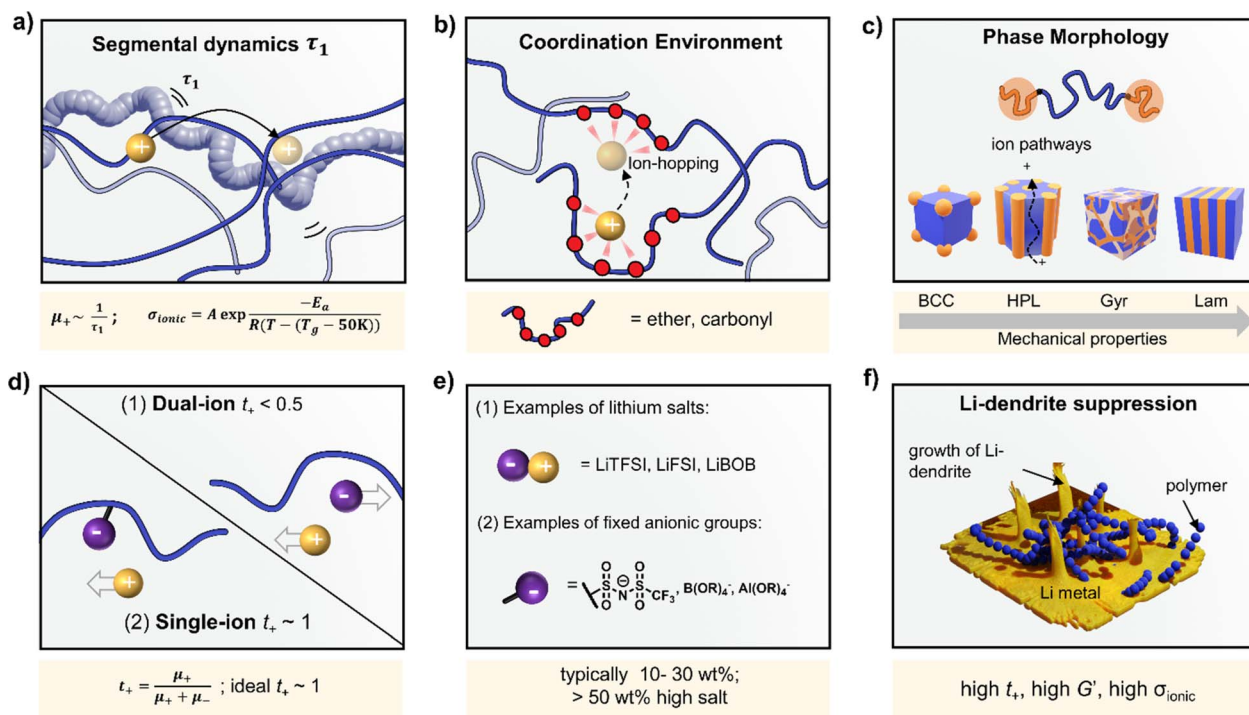 a)
Segmental dynamics τ₁
τ₁
+
+
μ₊ ~ 1/τ₁ ; σ_ionic = A exp −E_a / R(T − (T_g − 50K))
b)
Coordination Environment
Ion-hopping
+
= ether, carbonyl
c)
Phase Morphology
ion pathways
+
+
BCC HPL Gyr Lam
Mechanical properties
d)
(1) Dual-ion t₊ < 0.5
-
+
-
+
(2) Single-ion t₊ ~ 1
t₊ = μ₊ / μ₊ + μ₋ ; ideal t₊ ~ 1
e)
(1) Examples of lithium salts:
- + = LiTFSI, LiFSI, LiBOB
(2) Examples of fixed anionic groups:
O O
- = S ⊖N S CF₃, B(OR)₄⁻, Al(OR)₄⁻
O O
typically 10- 30 wt%;
> 50 wt% high salt
f)
Li-dendrite suppression
growth of Li-
dendrite
polymer
Li metal
high t₊, high G’, high σ_ionic